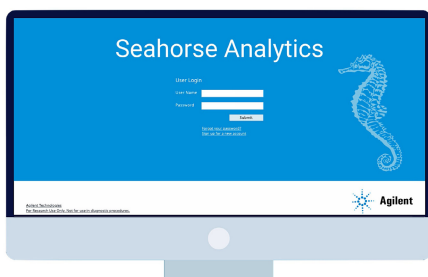 Seahorse Analytics
User Login
User Name
Password
Submit
Forgot your password?
Sign up for a new account
Agilent
Agilent Technologies
For Research Use Only. Not for use in diagnostic procedures.